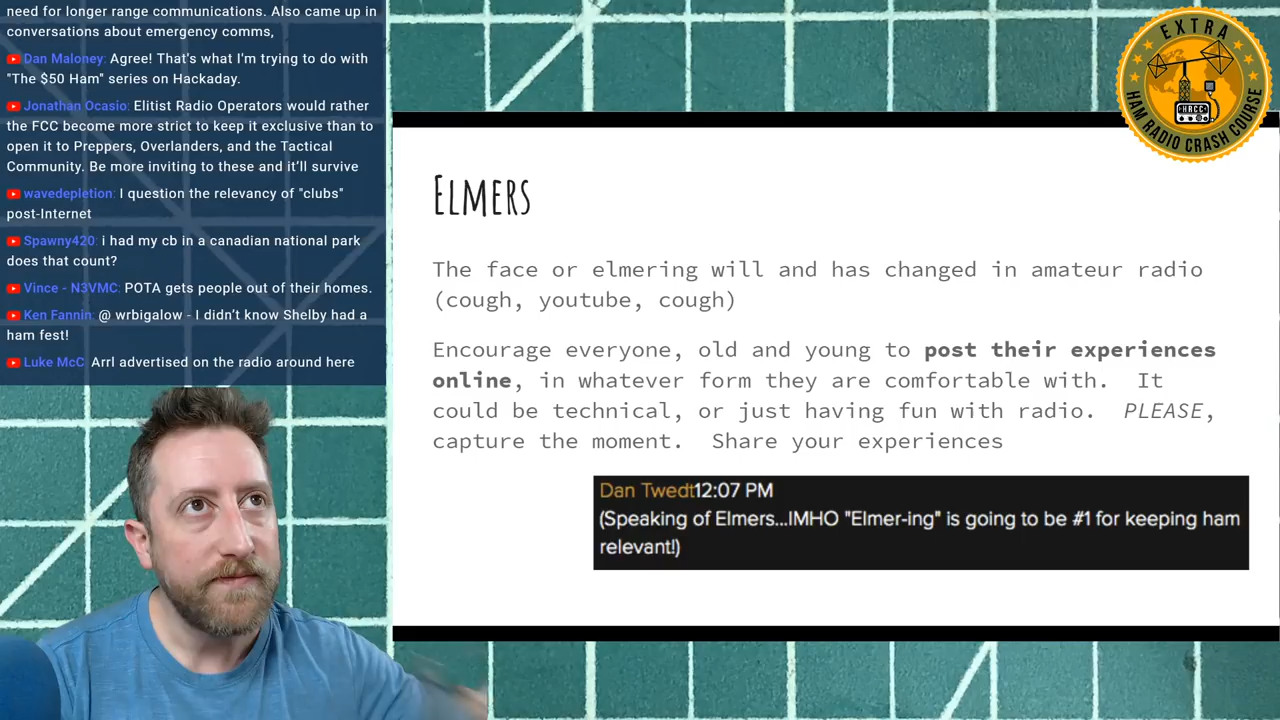 need for longer range communications. Also came up in
conversations about emergency comms,
Dan Maloney: Agree! That's what I'm trying to do with
"The $50 Ham" series on Hackaday.
Jonathan Ocasio: Elitist Radio Operators would rather
the FCC become more strict to keep it exclusive than to
open it to Preppers, Overlanders, and the Tactical
Community. Be more inviting to these and it'll survive
wavedepletion: I question the relevancy of "clubs"
post-Internet
Spawny420: i had my cb in a canadian national park
does that count?
Vince - N3VMC: POTA gets people out of their homes.
Ken Fannin: @ wrbigalow - I didn't know Shelby had a
ham fest!
Luke McC: Arrl advertised on the radio around here
EXTRA
HRCC
HAM RADIO CRASH COURSE
ELMERS
The face or elmering will and has changed in amateur radio
(cough, youtube, cough)
Encourage everyone, old and young to post their experiences
online, in whatever form they are comfortable with. It
could be technical, or just having fun with radio. PLEASE,
capture the moment. Share your experiences
Dan Twedt12:07 PM
(Speaking of Elmers...IMHO "Elmer-ing" is going to be #1 for keeping ham
relevant!)